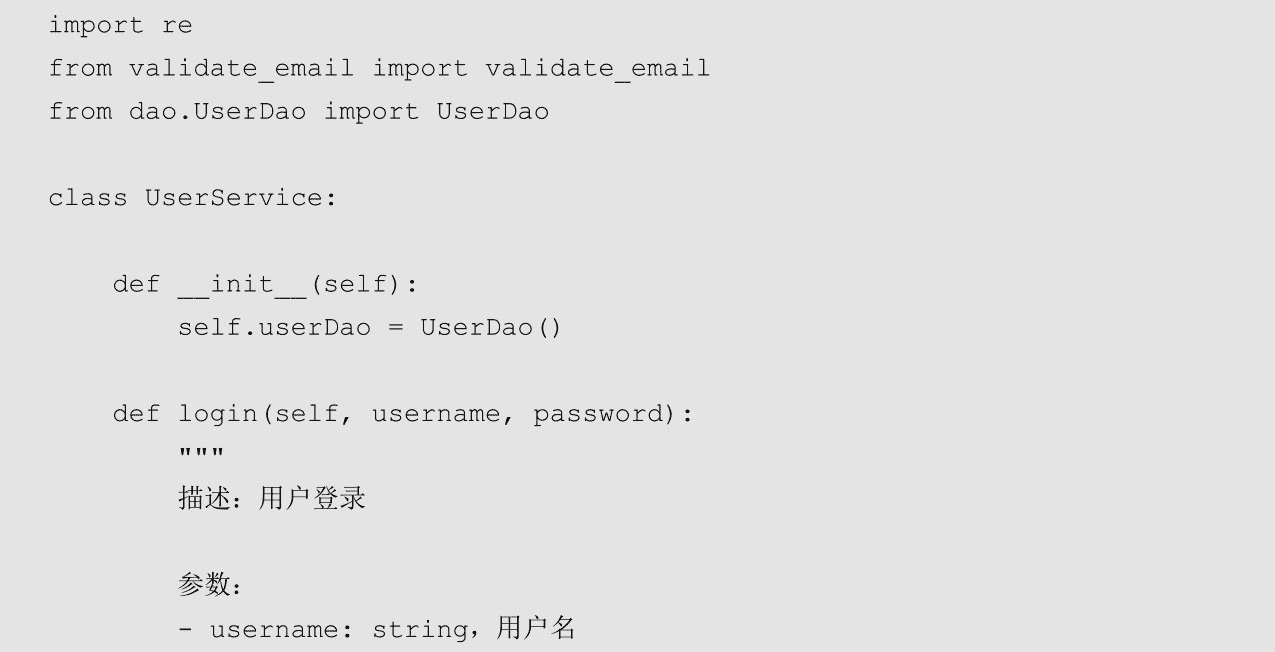 import re
from validate_email import validate_email
from dao.UserDao import UserDao
class UserService:
def __init__(self):
self.userDao = UserDao()
def login(self, username, password):
"""
描述：用户登录
参数：
- username: string，用户名